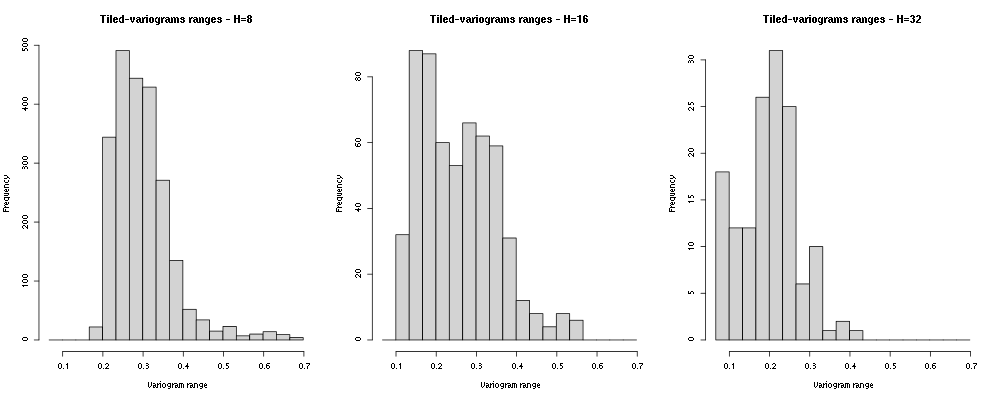 Tiled-variograms ranges - H=8
Frequency
0
100
200
300
400
500
0.1 0.2 0.3 0.4 0.5 0.6 0.7
Variogram range
Tiled-variograms ranges - H=16
Frequency
0
20
40
60
80
0.1 0.2 0.3 0.4 0.5 0.6 0.7
Variogram range
Tiled-variograms ranges - H=32
Frequency
0
5
10
15
20
25
30
0.1 0.2 0.3 0.4 0.5 0.6 0.7
Variogram range